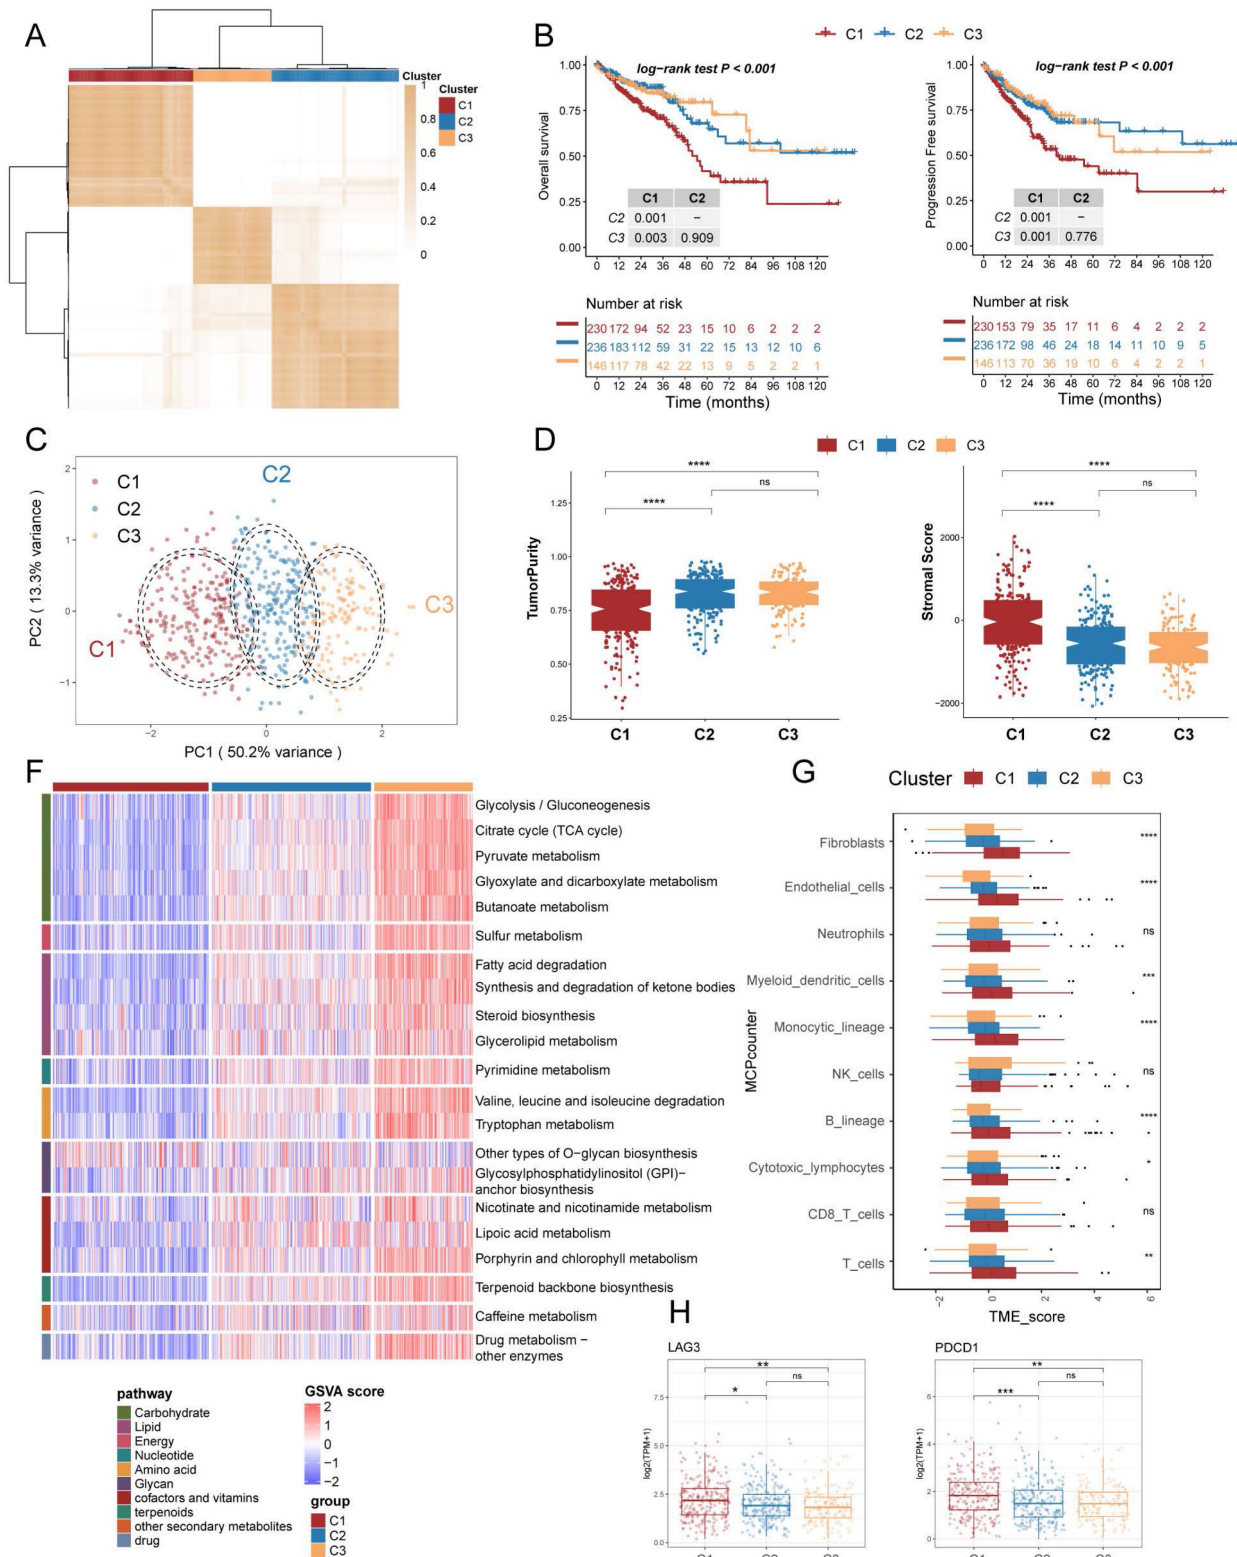 A
Cluster
Cluster
C1
C2
C3
1
0.8
0.6
0.4
0.2
0
B
C1 C2 C3
log−rank test P < 0.001
Overall survival
1.00
0.75
0.50
0.25
0.00
C1 C2
C2 0.001 −
C3 0.003 0.909
0 12 24 36 48 60 72 84 96 108 120
Number at risk
230 172 94 52 23 15 10 6 2 2 2
236 183 112 59 31 22 15 13 12 10 6
146 117 78 42 22 13 9 5 2 2 1
0 12 24 36 48 60 72 84 96 108 120
Time (months)
log−rank test P < 0.001
Progression Free survival
1.00
0.75
0.50
0.25
0.00
C1 C2
C2 0.001 −
C3 0.001 0.776
0 12 24 36 48 60 72 84 96 108 120
Number at risk
230 153 79 35 17 11 6 4 2 2 2
236 172 98 46 24 18 14 11 10 9 5
146 113 70 36 19 10 6 4 2 2 1
0 12 24 36 48 60 72 84 96 108 120
Time (months)
C
C1
C2
C3
C2
C3
C1
PC2 ( 13.3% variance )
2
1
0
−1
−2 0 2
PC1 ( 50.2% variance )
D
C1 C2 C3
TumorPurity
1.25
1.00
0.75
0.50
0.25
****
ns
****
C1 C2 C3
Stromal Score
2000
0
−2000
****
ns
****
C1 C2 C3
F
Glycolysis / Gluconeogenesis
Citrate cycle (TCA cycle)
Pyruvate metabolism
Glyoxylate and dicarboxylate metabolism
Butanoate metabolism
Sulfur metabolism
Fatty acid degradation
Synthesis and degradation of ketone bodies
Steroid biosynthesis
Glycerolipid metabolism
Pyrimidine metabolism
Valine, leucine and isoleucine degradation
Tryptophan metabolism
Other types of O−glycan biosynthesis
Glycosylphosphatidylinositol (GPI)−
anchor biosynthesis
Nicotinate and nicotinamide metabolism
Lipoic acid metabolism
Porphyrin and chlorophyll metabolism
Terpenoid backbone biosynthesis
Caffeine metabolism
Drug metabolism −
other enzymes
pathway
Carbohydrate
Lipid
Energy
Nucleotide
Amino acid
Glycan
cofactors and vitamins
terpenoids
other secondary metabolites
drug
GSVA score
2
1
0
−1
−2
group
C1
C2
C3
G
Cluster C1 C2 C3
MCPcounter
Fibroblasts ****
Endothelial_cells ****
Neutrophils ns
Myeloid_dendritic_cells ***
Monocytic_lineage ****
NK_cells ns
B_lineage ****
Cytotoxic_lymphocytes *
CD8_T_cells ns
T_cells **
−2 0 2 4 6
TME_score
H
LAG3
log2(TPM+1)
7.5
5.0
2.5
0.0
**
ns
*
C1 C2 C3
PDCD1
log2(TPM+1)
6
4
2
0
**
ns
***
C1 C2 C3